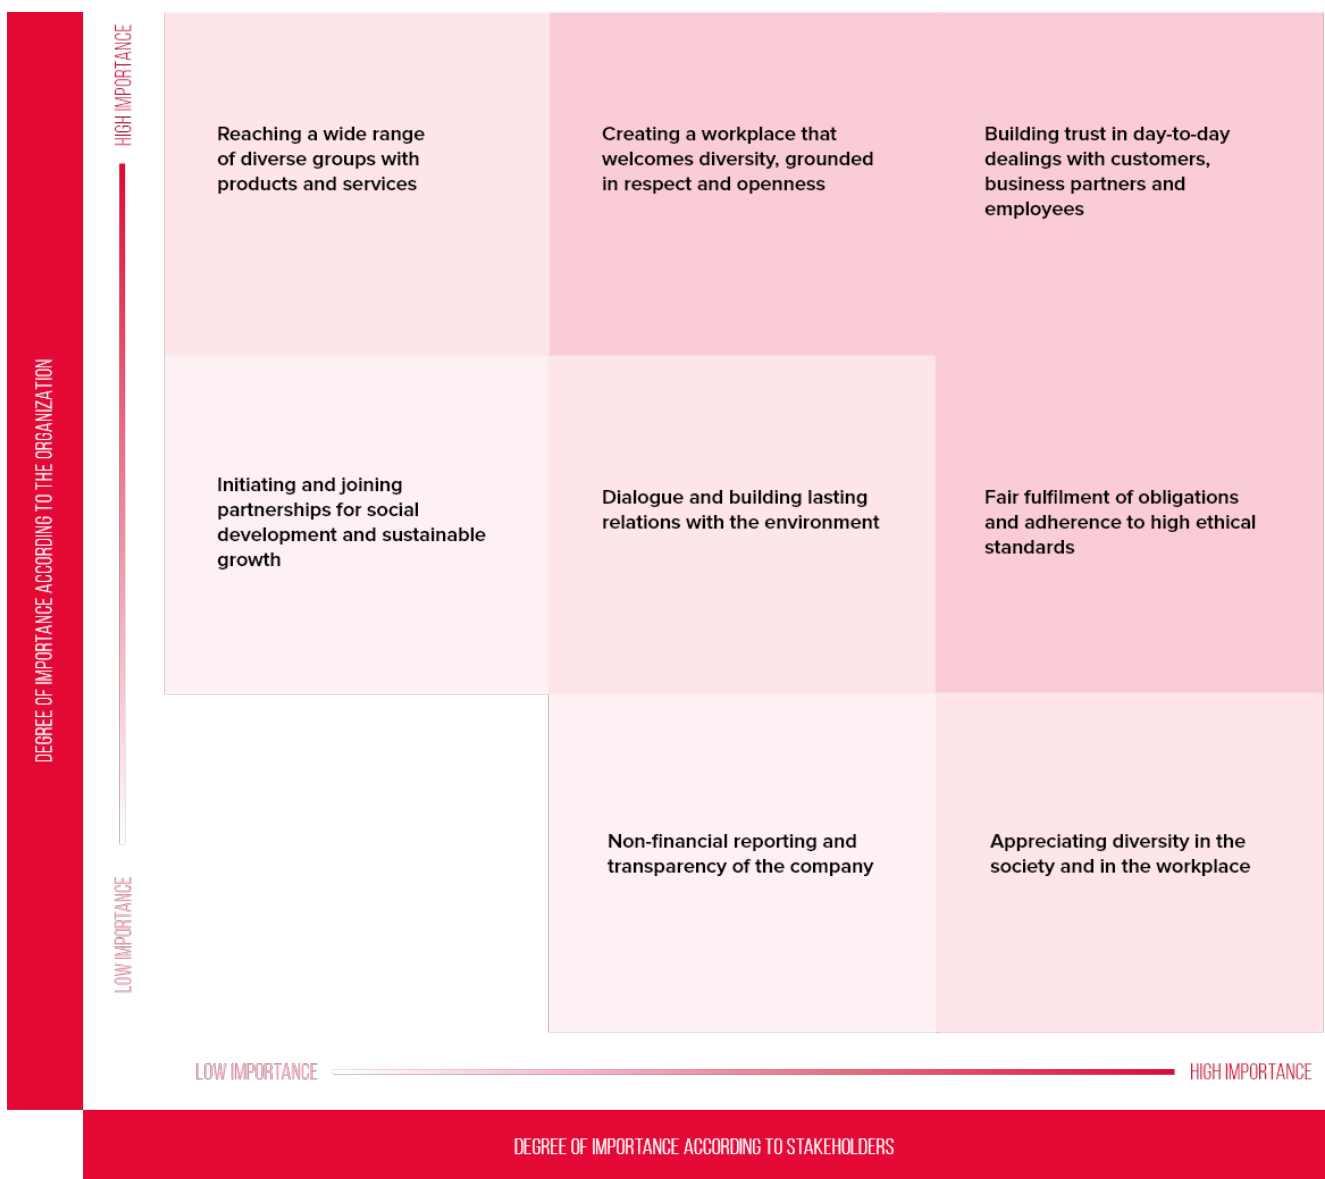 HIGH IMPORTANCE
Reaching a wide range
of diverse groups with
products and services
Creating a workplace that
welcomes diversity, grounded
in respect and openness
Building trust in day-to-day
dealings with customers,
business partners and
employees
DEGREE OF IMPORTANCE ACCORDING TO THE ORGANIZATION
Initiating and joining
partnerships for social
development and sustainable
growth
Dialogue and building lasting
relations with the environment
Fair fulfilment of obligations
and adherence to high ethical
standards
Non-financial reporting and
transparency of the company
Appreciating diversity in the
society and in the workplace
LOW IMPORTANCE
LOW IMPORTANCE
HIGH IMPORTANCE
DEGREE OF IMPORTANCE ACCORDING TO STAKEHOLDERS